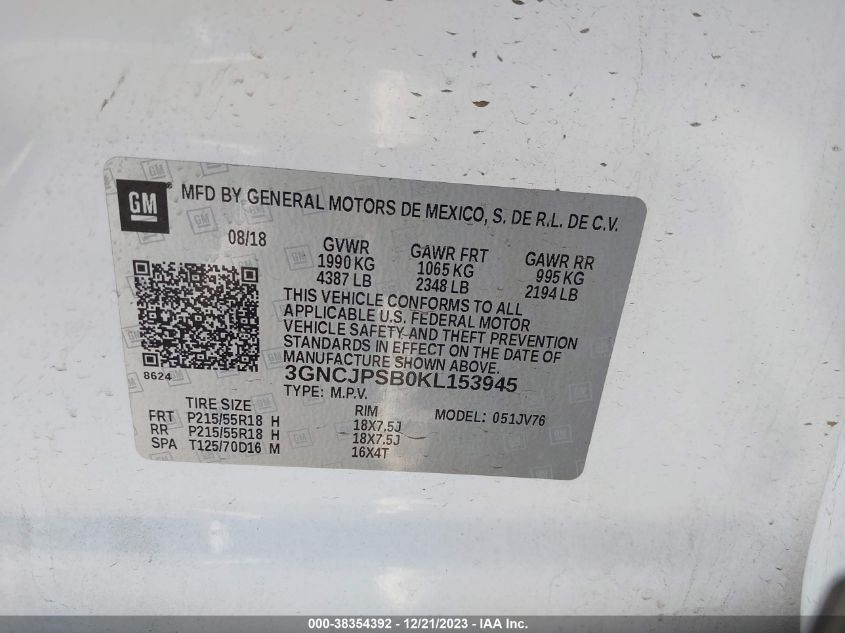 GM
MFD BY GENERAL MOTORS DE MEXICO, S. DE R.L. DE C.V.
08/18 GVWR GAWR FRT GAWR RR
1990 KG 1065 KG 995 KG
4387 LB 2348 LB 2194 LB
THIS VEHICLE CONFORMS TO ALL
APPLICABLE U.S. FEDERAL MOTOR
VEHICLE SAFETY AND THEFT PREVENTION
STANDARDS IN EFFECT ON THE DATE OF
MANUFACTURE SHOWN ABOVE.
8624
3GNCJPSB0KL153945
TYPE: M.P.V.
TIRE SIZE RIM MODEL: 051JV76
FRT P215/55R18 H 18X7.5J
RR P215/55R18 H 18X7.5J
SPA T125/70D16 M 16X4T
000-38354392 - 12/21/2023 - IAA Inc.